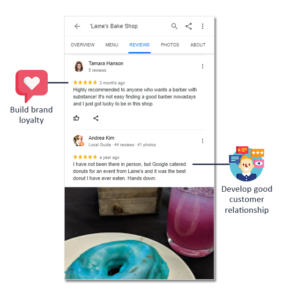 'Laine's Bake Shop
OVERVIEW MENU REVIEWS PHOTOS ABOUT
Tamara Hanson
5 reviews
3 months ago
Highly recommended to anyone who wants a barber with
substance! It's not easy finding a good barber nowadays
and I just got lucky to be in this shop.
Build brand
loyalty
Andrea Kim
Local Guide · 44 reviews · 41 photos
a year ago
I have not been there in person, but Google catered
donuts for an event from Laine's and it was the best
donut I have ever eaten. Hands down.
Develop good
customer
relationship